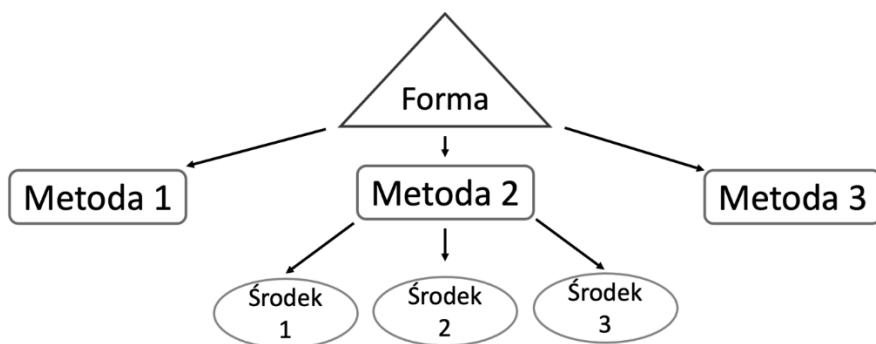 Forma
Metoda 1
Metoda 2
Metoda 3
Środek
1
Środek
2
Środek
3